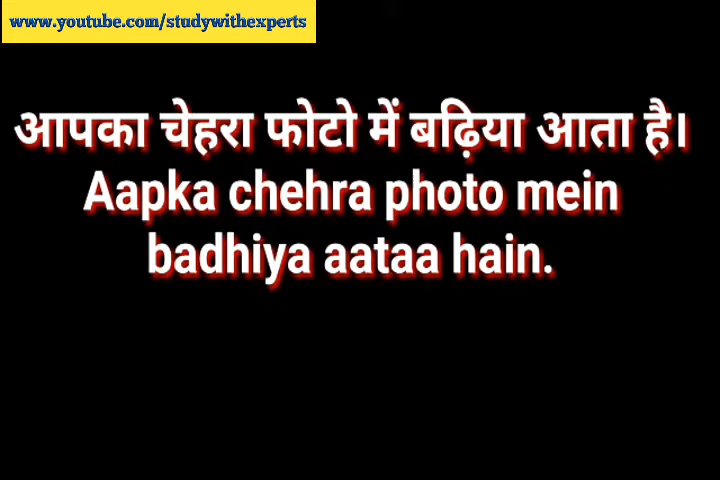 www.youtube.com/studywithexperts
आपका चेहरा फोटो में बढ़िया आता है।
Aapka chehra photo mein
badhiya aataa hain.